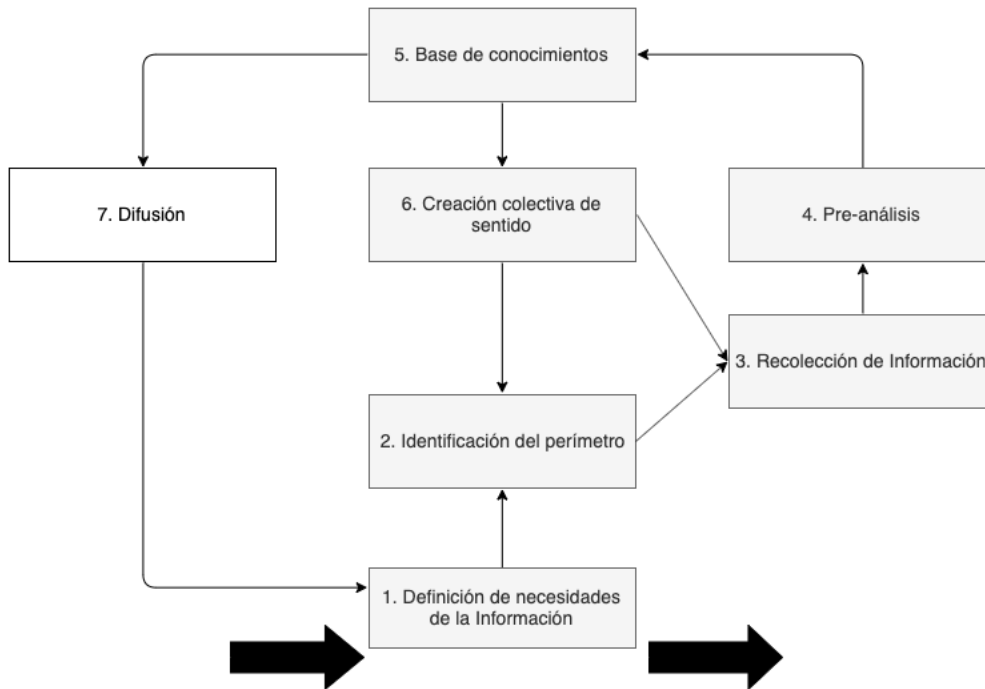 5. Base de conocimientos
7. Difusión
6. Creación colectiva de
sentido
4. Pre-análisis
3. Recolección de Información
2. Identificación del perímetro
1. Definición de necesidades
de la Información